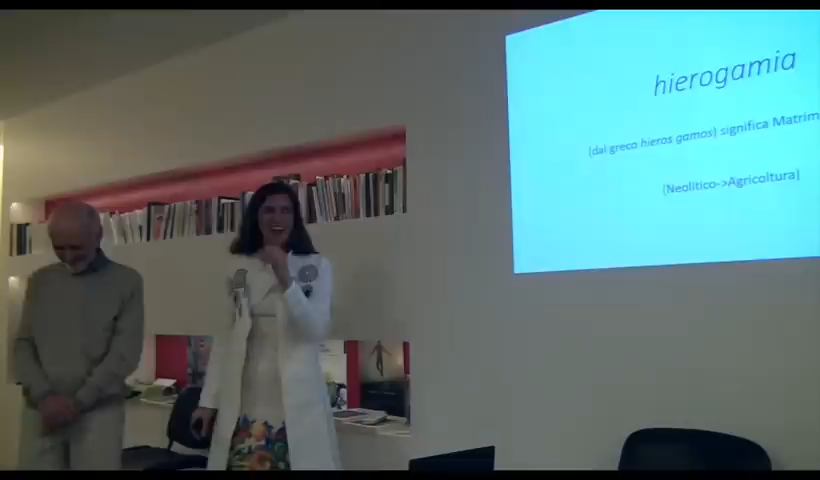 hierogamia
(dal greco hieros gamos) significa Matrim
(Neolitico->Agricoltura)